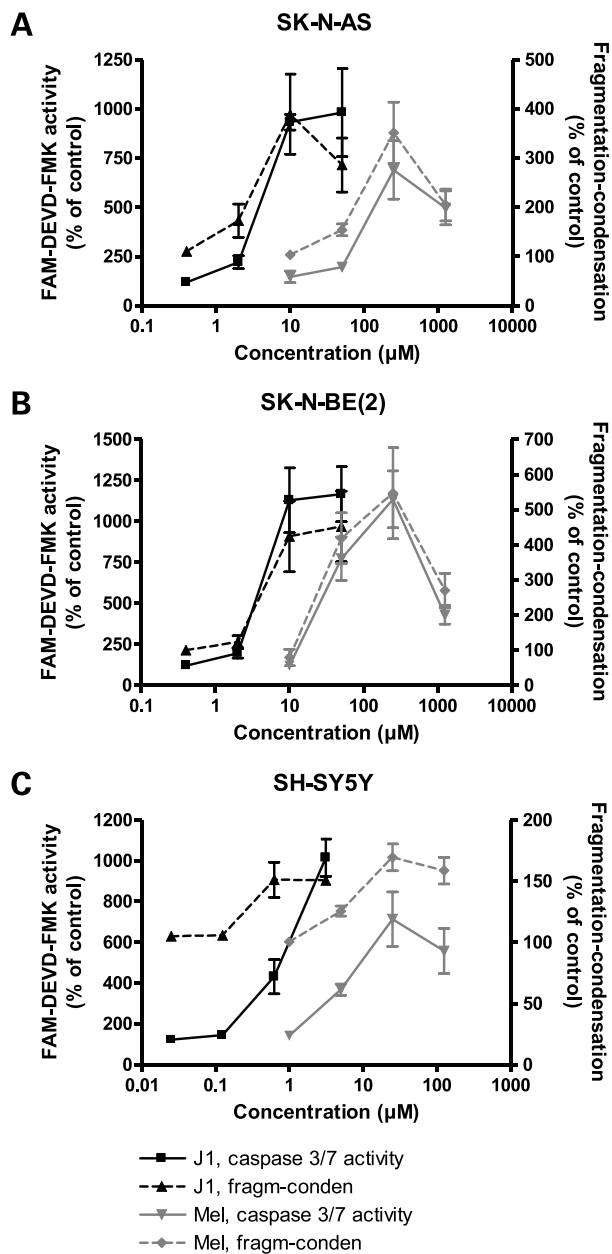 A
SK-N-AS
FAM-DEVD-FMK activity
(% of control)
1250
1000
750
500
250
0
500
400
300
200
100
0
Fragmentation-condensation
(% of control)
0.1 1 10 100 1000 10000
Concentration (µM)
B
SK-N-BE(2)
FAM-DEVD-FMK activity
(% of control)
1500
1250
1000
750
500
250
0
700
600
500
400
300
200
100
0
Fragmentation-condensation
(% of control)
0.1 1 10 100 1000 10000
Concentration (µM)
C
SH-SY5Y
FAM-DEVD-FMK activity
(% of control)
1200
1000
800
600
400
200
0
200
150
100
50
0
Fragmentation-condensation
(% of control)
0.01 0.1 1 10 100 1000
Concentration (µM)
J1, caspase 3/7 activity
J1, fragm-conden
Mel, caspase 3/7 activity
Mel, fragm-conden